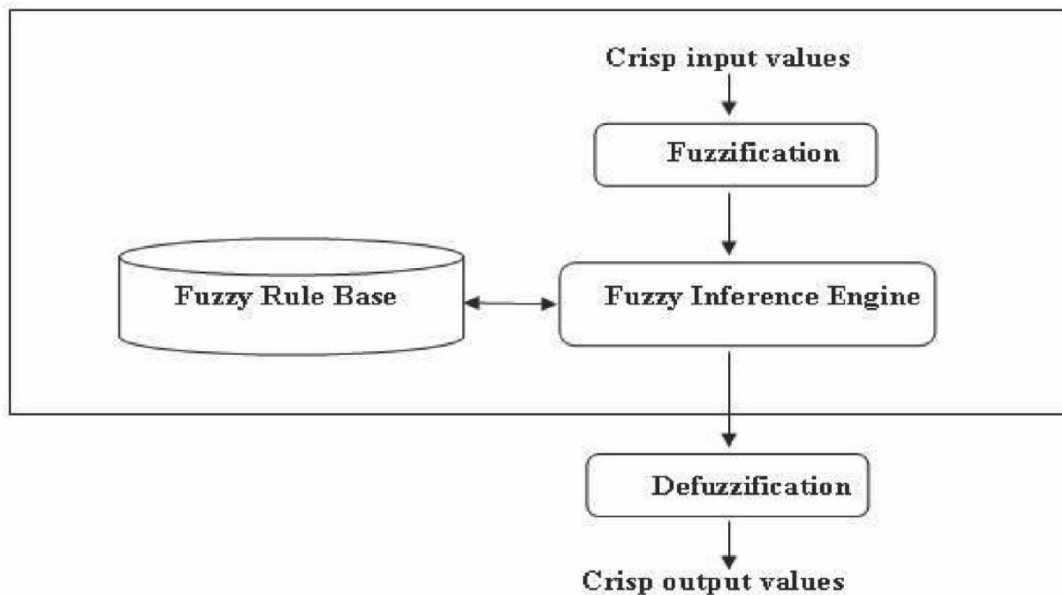 Crisp input values
Fuzzification
Fuzzy Rule Base
Fuzzy Inference Engine
Defuzzification
Crisp output values